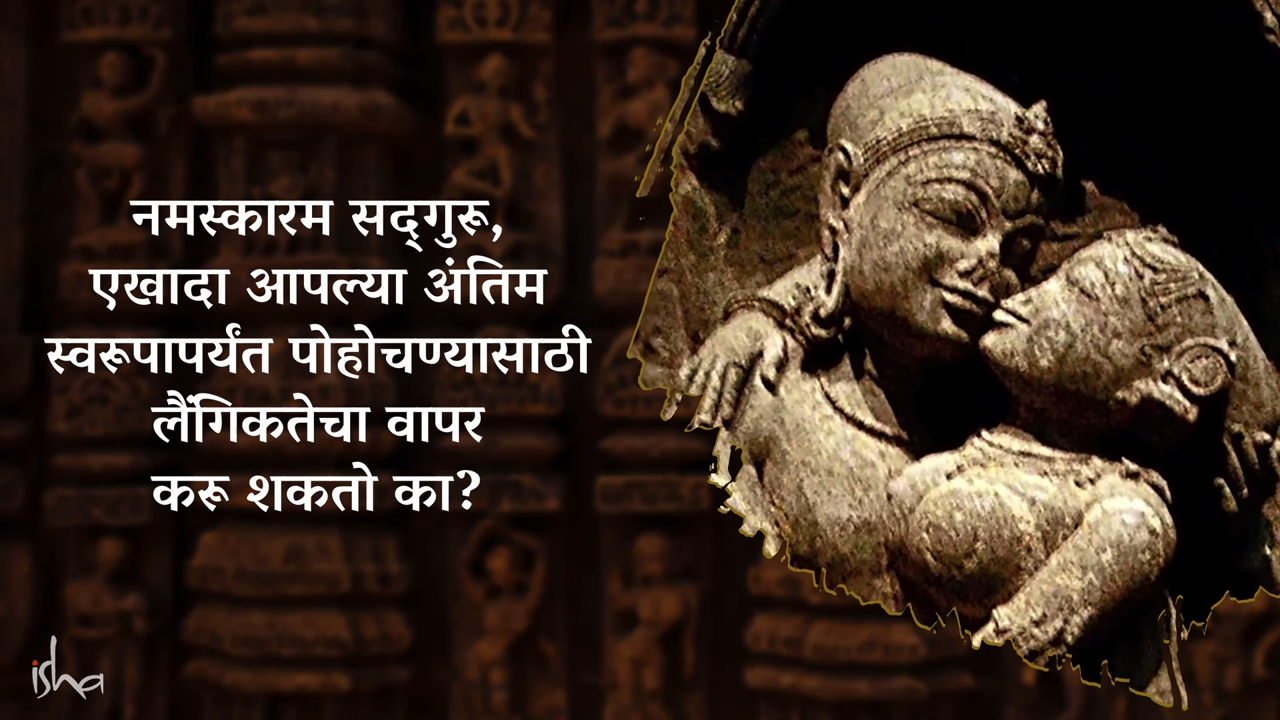 नमस्कारम सद्‌गुरू,
एखादा आपल्या अंतिम
स्वरूपापर्यंत पोहोचण्यासाठी
लैंगिकतेचा वापर
करू शकतो का?
isha